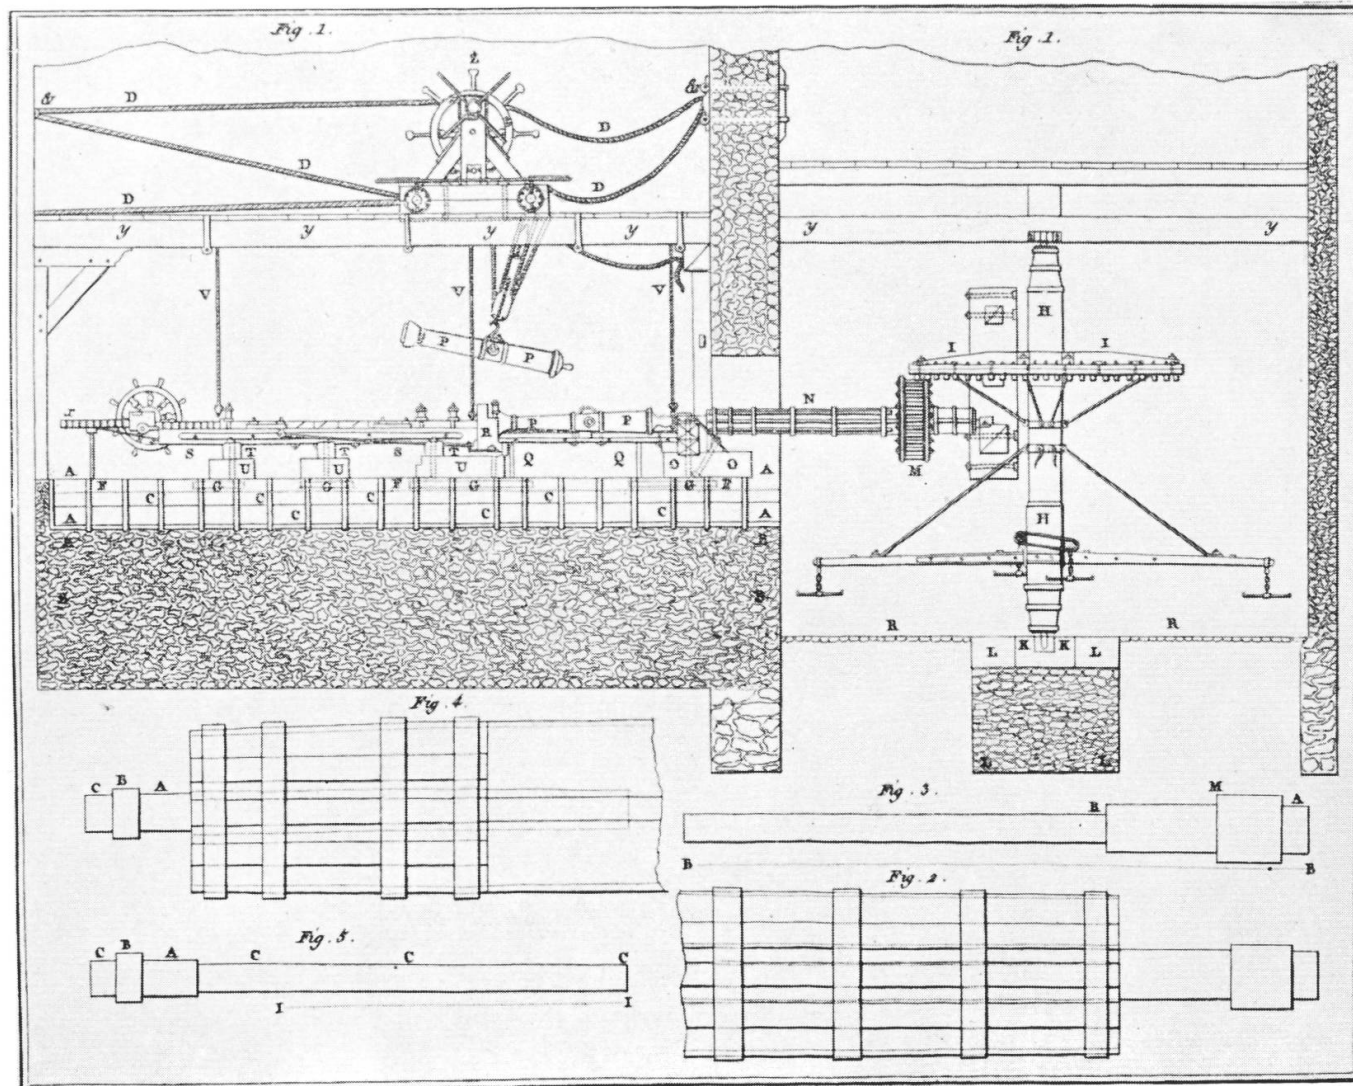 Fig. 1. Fig. 1.
Z
& D D &
D D
D
y y y y y y
V V V H
P P I I
r P P N
R
S T T S T Q Q O O M
A U U U A
F G G F G G F
C C C C
C C C H
A A
B B
B B R R
L K K L
L L
Fig. 4.
C B A
Fig. 3.
B M A
B B
Fig. 2.
Fig. 5.
C B A C C C
I I